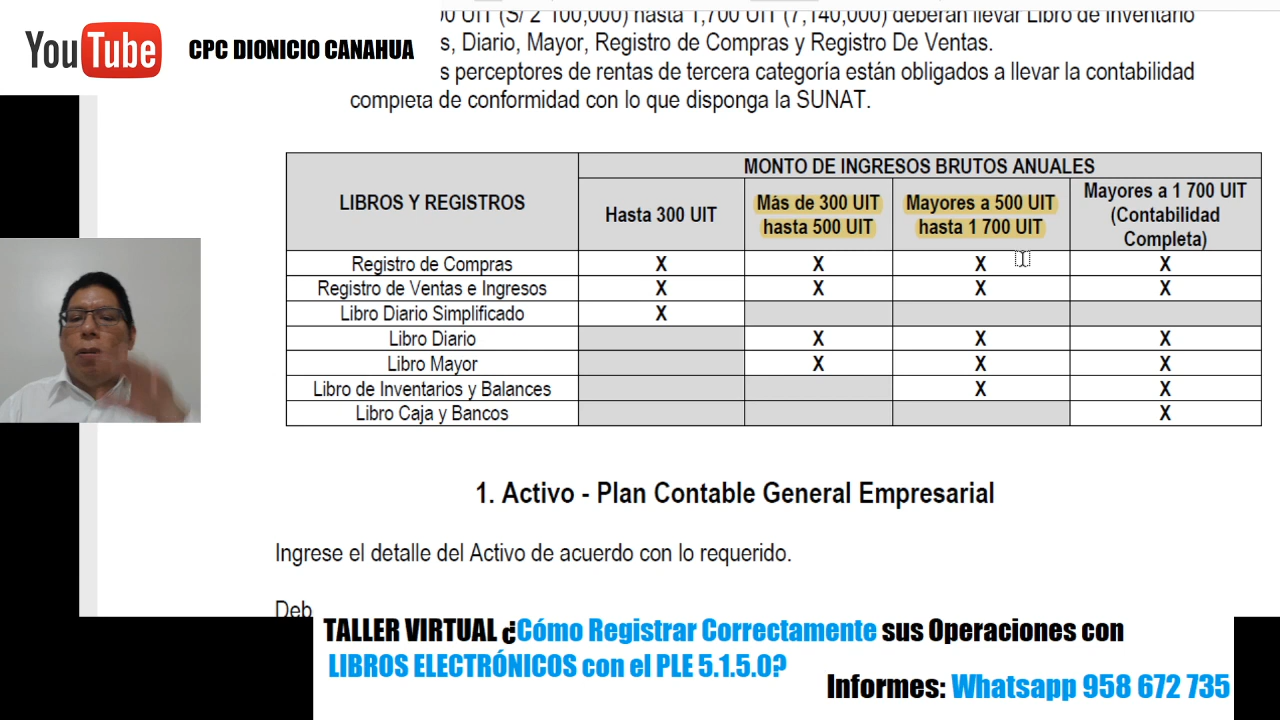 YouTube
CPC DIONICIO CANAHUA
UIT (S/ 2 100,000) hasta 1,700 UIT (7,140,000) deberán llevar Libro de Inventario
s, Diario, Mayor, Registro de Compras y Registro De Ventas.
s perceptores de rentas de tercera categoría están obligados a llevar la contabilidad
completa de conformidad con lo que disponga la SUNAT.
LIBROS Y REGISTROS
MONTO DE INGRESOS BRUTOS ANUALES
Hasta 300 UIT
Más de 300 UIT
hasta 500 UIT
Mayores a 500 UIT
hasta 1 700 UIT
Mayores a 1 700 UIT
(Contabilidad
Completa)
Registro de Compras X X X X
Registro de Ventas e Ingresos X X X X
Libro Diario Simplificado X
Libro Diario X X X
Libro Mayor X X X
Libro de Inventarios y Balances X X
Libro Caja y Bancos X
1. Activo - Plan Contable General Empresarial
Ingrese el detalle del Activo de acuerdo con lo requerido.
Deb
TALLER VIRTUAL ¿Cómo Registrar Correctamente sus Operaciones con
LIBROS ELECTRÓNICOS con el PLE 5.1.5.0?
Informes: Whatsapp 958 672 735